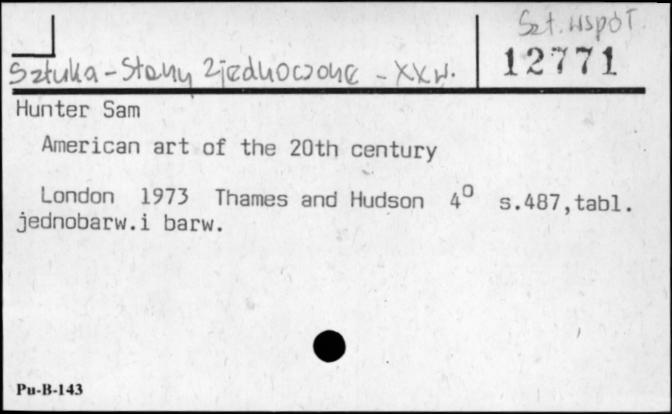 Szt. współ.
Sztuka - Stany Zjednoczone - XX w.
12771
Hunter Sam
American art of the 20th century
London 1973 Thames and Hudson 4° s.487,tabl.
jednobarw.i barw.
Pu-B-143